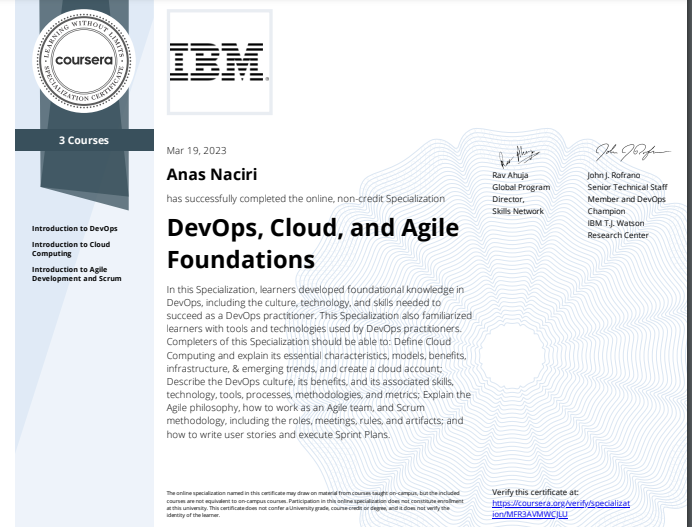 LEARNING WITHOUT LIMITS
coursera
SPECIALIZATION CERTIFICATE
3 Courses
Introduction to DevOps
Introduction to Cloud
Computing
Introduction to Agile
Development and Scrum
IBM
Mar 19, 2023
Anas Naciri
has successfully completed the online, non-credit Specialization
DevOps, Cloud, and Agile
Foundations
In this Specialization, learners developed foundational knowledge in
DevOps, including the culture, technology, and skills needed to
succeed as a DevOps practitioner. This Specialization also familiarized
learners with tools and technologies used by DevOps practitioners.
Completers of this Specialization should be able to: Define Cloud
Computing and explain its essential characteristics, models, benefits,
infrastructure, & emerging trends, and create a cloud account;
Describe the DevOps culture, its benefits, and its associated skills,
technology, tools, processes, methodologies, and metrics; Explain the
Agile philosophy, how to work as an Agile team, and Scrum
methodology, including the roles, meetings, rules, and artifacts; and
how to write user stories and execute Sprint Plans.
Rav Ahuja
Global Program
Director,
Skills Network
John J. Rofrano
Senior Technical Staff
Member and DevOps
Champion
IBM T.J. Watson
Research Center
The online specialization named in this certificate may draw on material from courses taught on-campus, but the included
courses are not equivalent to on-campus courses. Participation in this online specialization does not constitute enrollment
at this university. This certificate does not confer a University grade, course credit or degree, and it does not verify the
identity of the learner.
Verify this certificate at:
https://coursera.org/verify/specializat
ion/MFR3AVMWCJLU